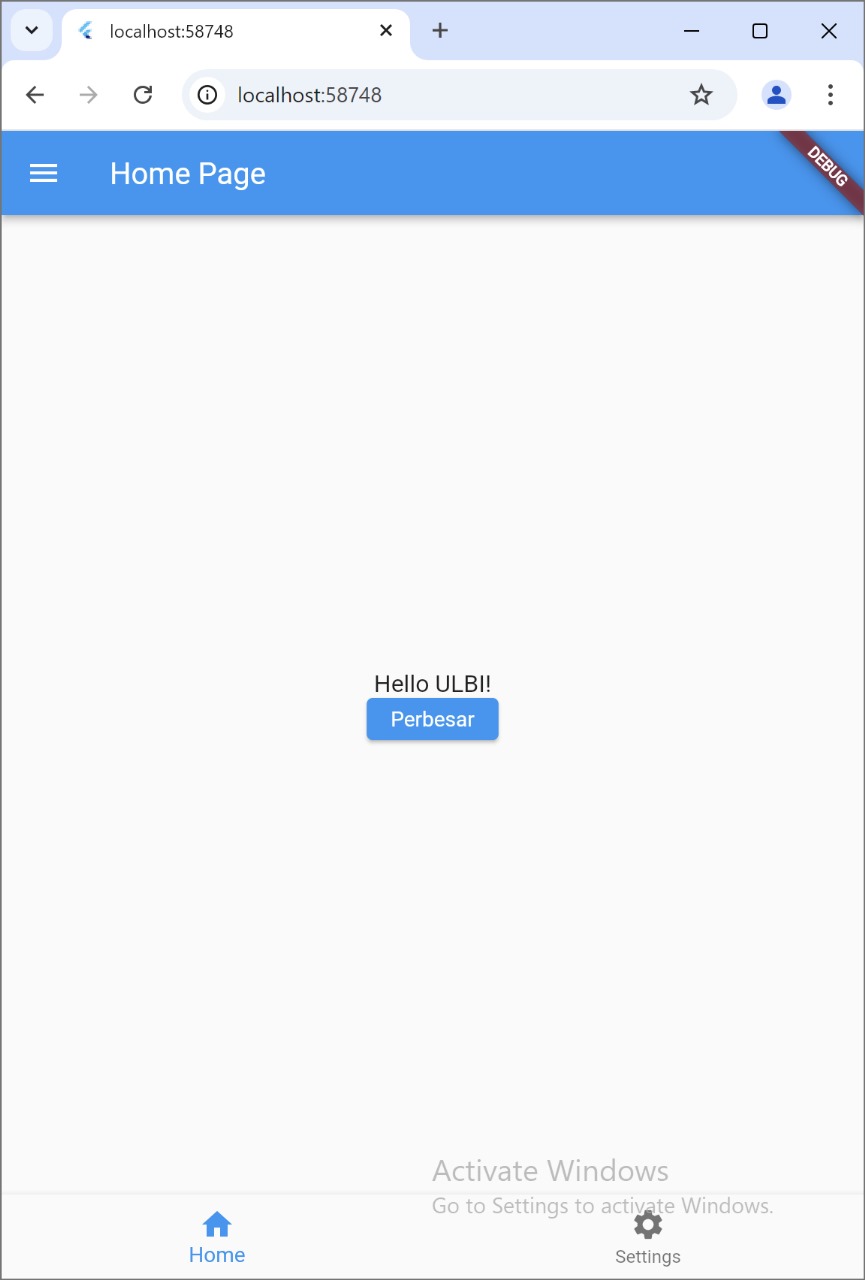 localhost:58748
localhost:58748
Home Page
DEBUG
Hello ULBI!
Perbesar
Activate Windows
Go to Settings to activate Windows.
Home
Settings